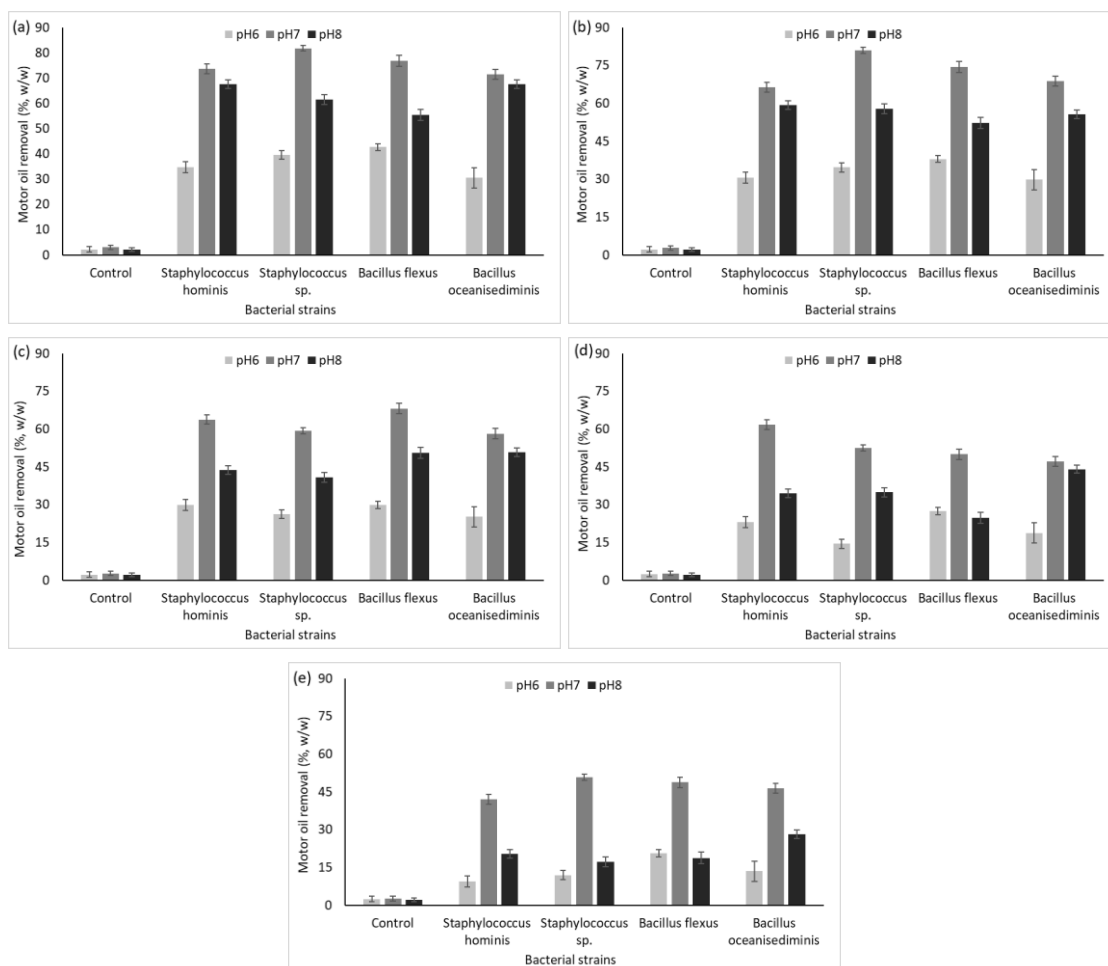 (a)
pH6 pH7 pH8
Motor oil removal (%, w/w)
90
80
70
60
50
40
30
20
10
0
Control Staphylococcus hominis Staphylococcus sp. Bacillus flexus Bacillus oceanisediminis
Bacterial strains
(b)
pH6 pH7 pH8
Motor oil removal (%, w/w)
90
75
60
45
30
15
0
Control Staphylococcus hominis Staphylococcus sp. Bacillus flexus Bacillus oceanisediminis
Bacterial strains
(c)
pH6 pH7 pH8
Motor oil removal (%, w/w)
90
75
60
45
30
15
0
Control Staphylococcus hominis Staphylococcus sp. Bacillus flexus Bacillus oceanisediminis
Bacterial strains
(d)
pH6 pH7 pH8
Motor oil removal (%, w/w)
90
75
60
45
30
15
0
Control Staphylococcus hominis Staphylococcus sp. Bacillus flexus Bacillus oceanisediminis
Bacterial strains
(e)
pH6 pH7 pH8
Motor oil removal (%, w/w)
90
75
60
45
30
15
0
Control Staphylococcus hominis Staphylococcus sp. Bacillus flexus Bacillus oceanisediminis
Bacterial strains